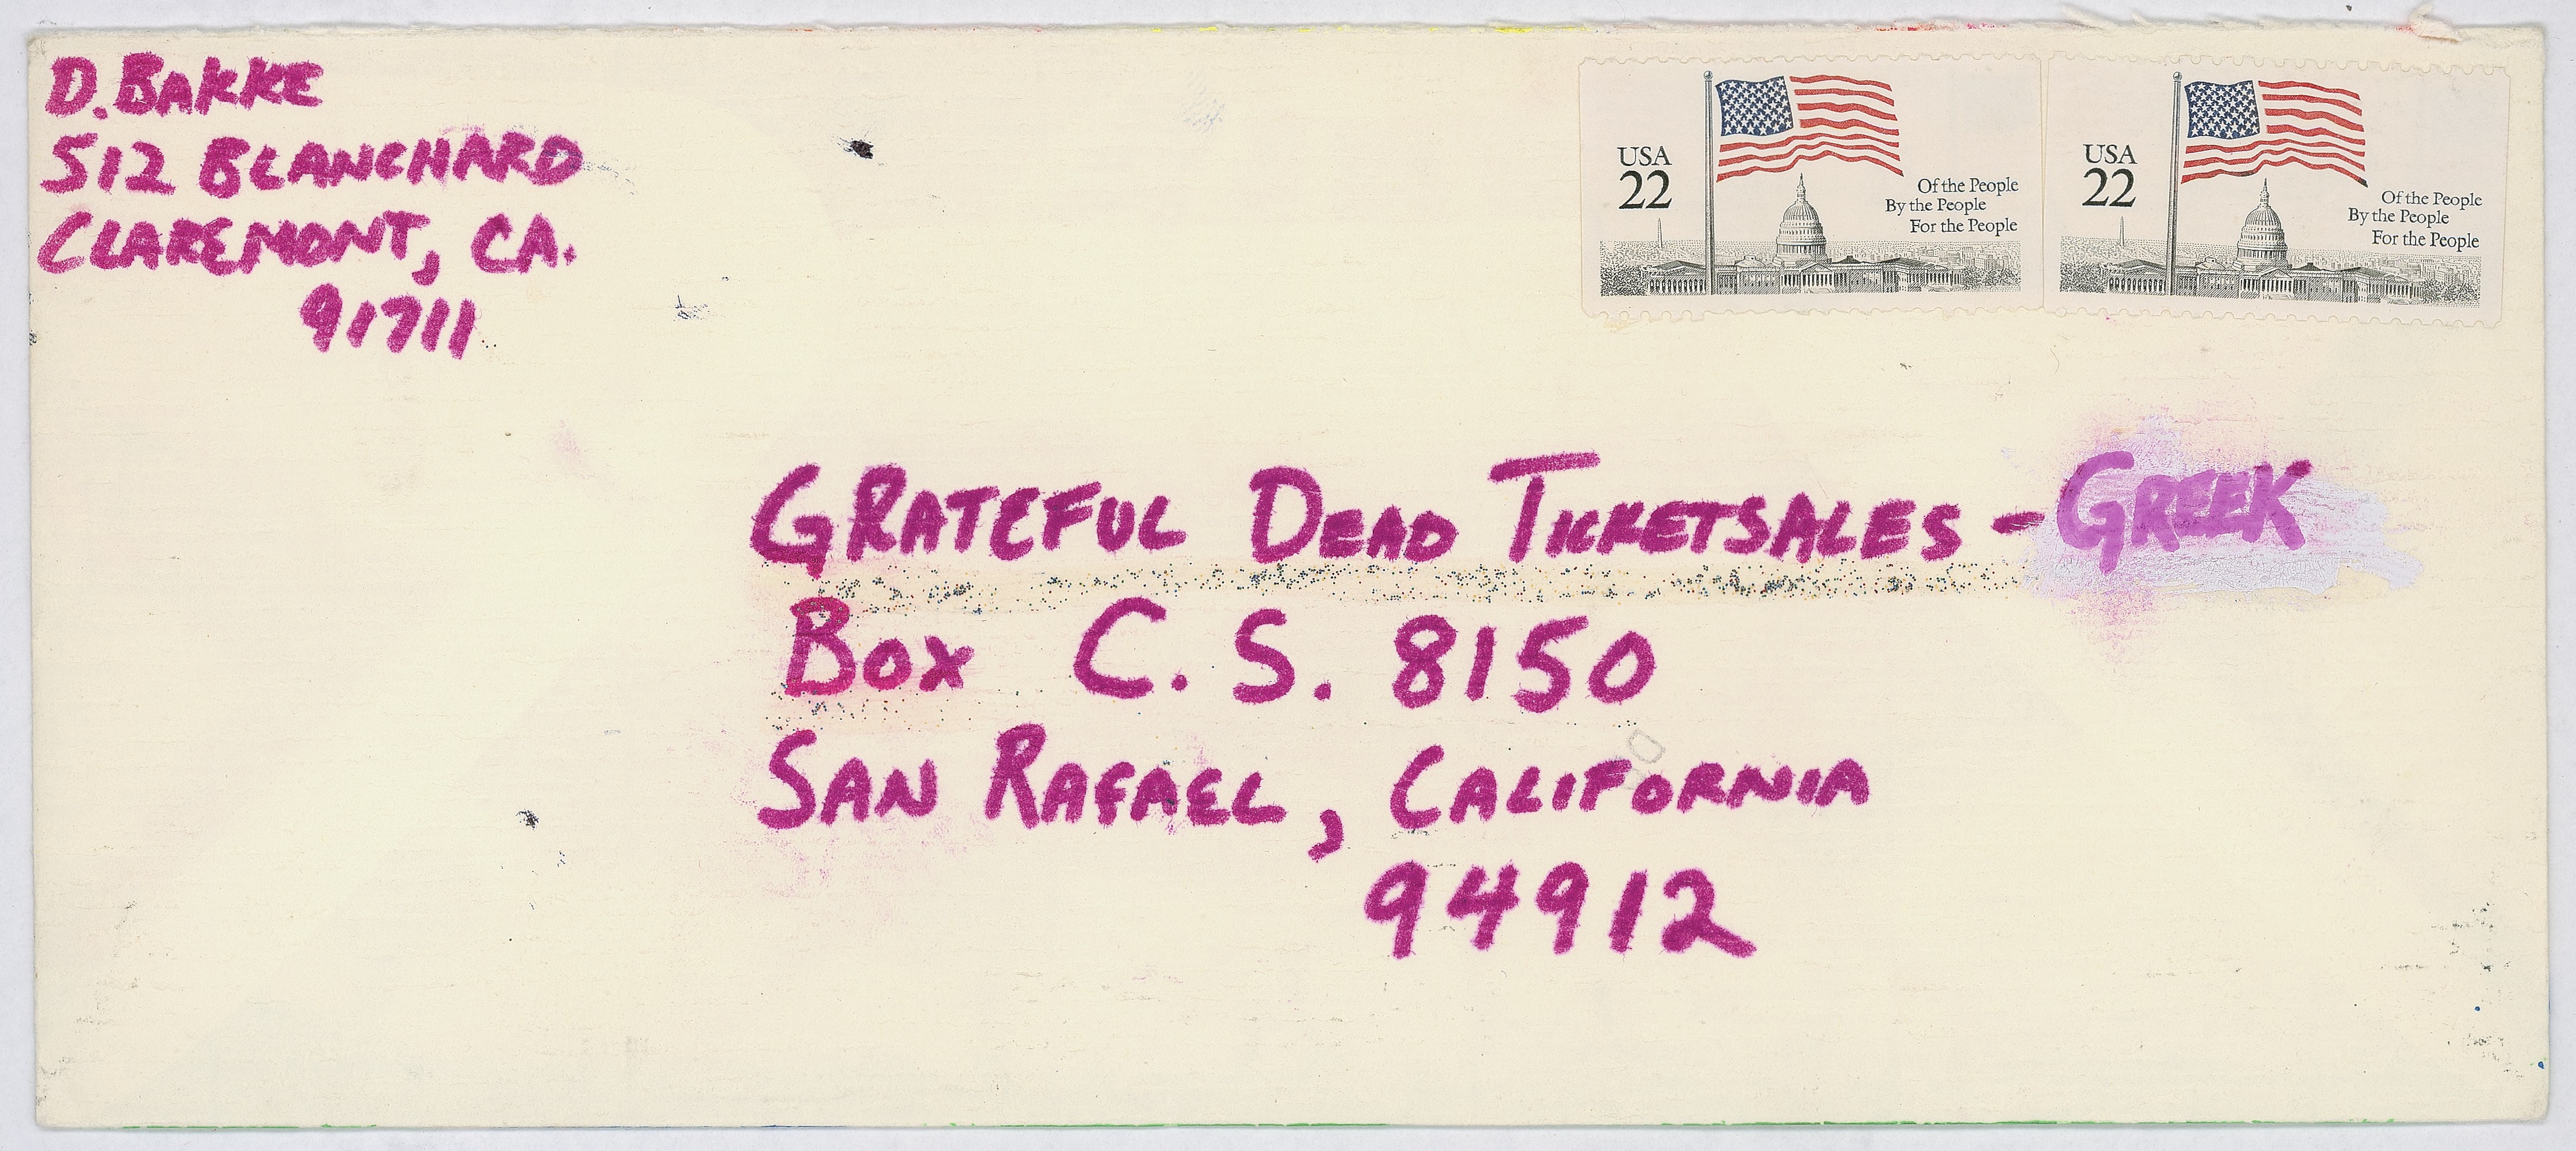 D. BAKKE
512 BLANCHARD
CLAREMONT, CA.
91711
USA
22
Of the People
By the People
For the People
USA
22
Of the People
By the People
For the People
GRATEFUL DEAD TICKETSALES - GREEK
BOX C. S. 8150
SAN RAFAEL, CALIFORNIA
94912